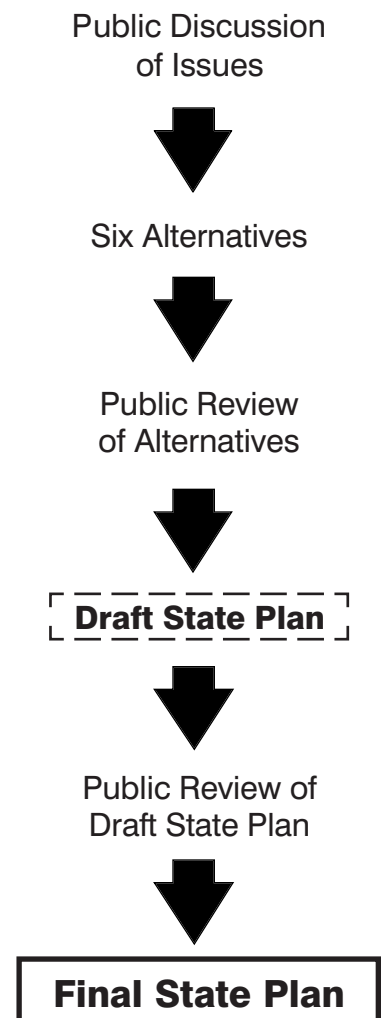 Public Discussion
of Issues
Six Alternatives
Public Review
of Alternatives
Draft State Plan
Public Review of
Draft State Plan
Final State Plan